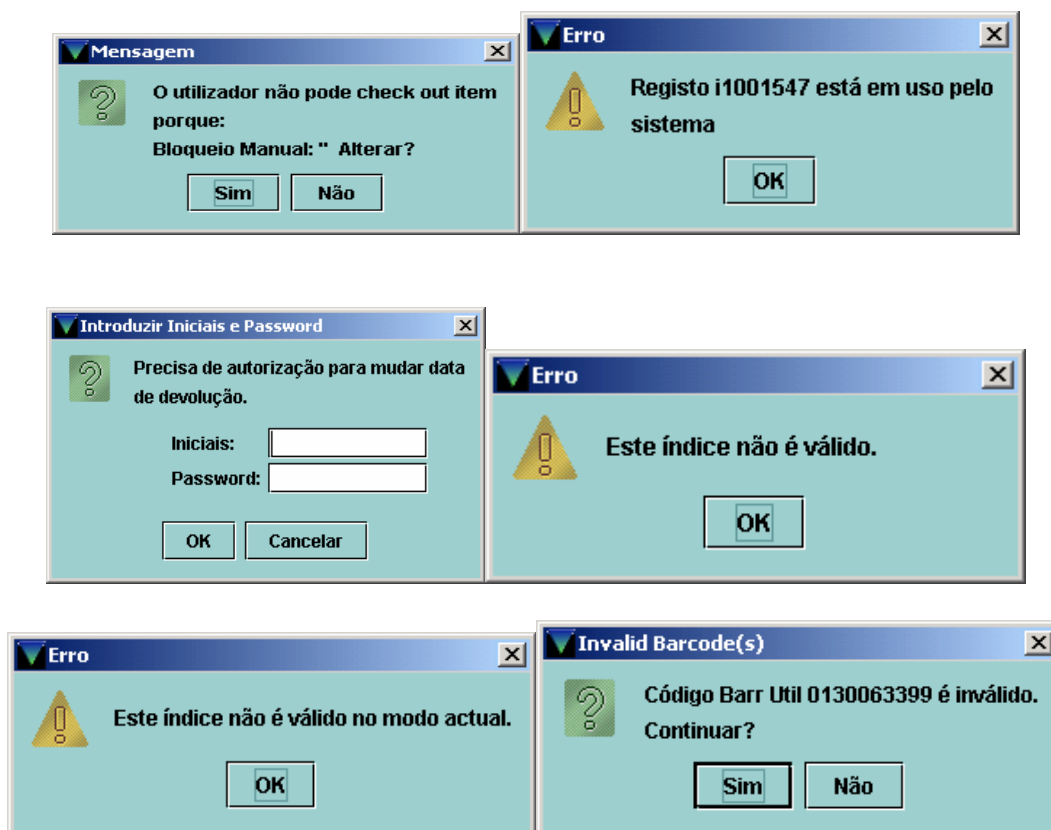 Mensagem
O utilizador não pode check out item
porque:
Bloqueio Manual: " Alterar?
Sim Não
Erro
Registo i1001547 está em uso pelo
sistema
OK
Introduzir Iniciais e Password
Precisa de autorização para mudar data
de devolução.
Iniciais:
Password:
OK Cancelar
Erro
Este índice não é válido.
OK
Erro
Este índice não é válido no modo actual.
OK
Invalid Barcode(s)
Código Barr Util 0130063399 é inválido.
Continuar?
Sim Não